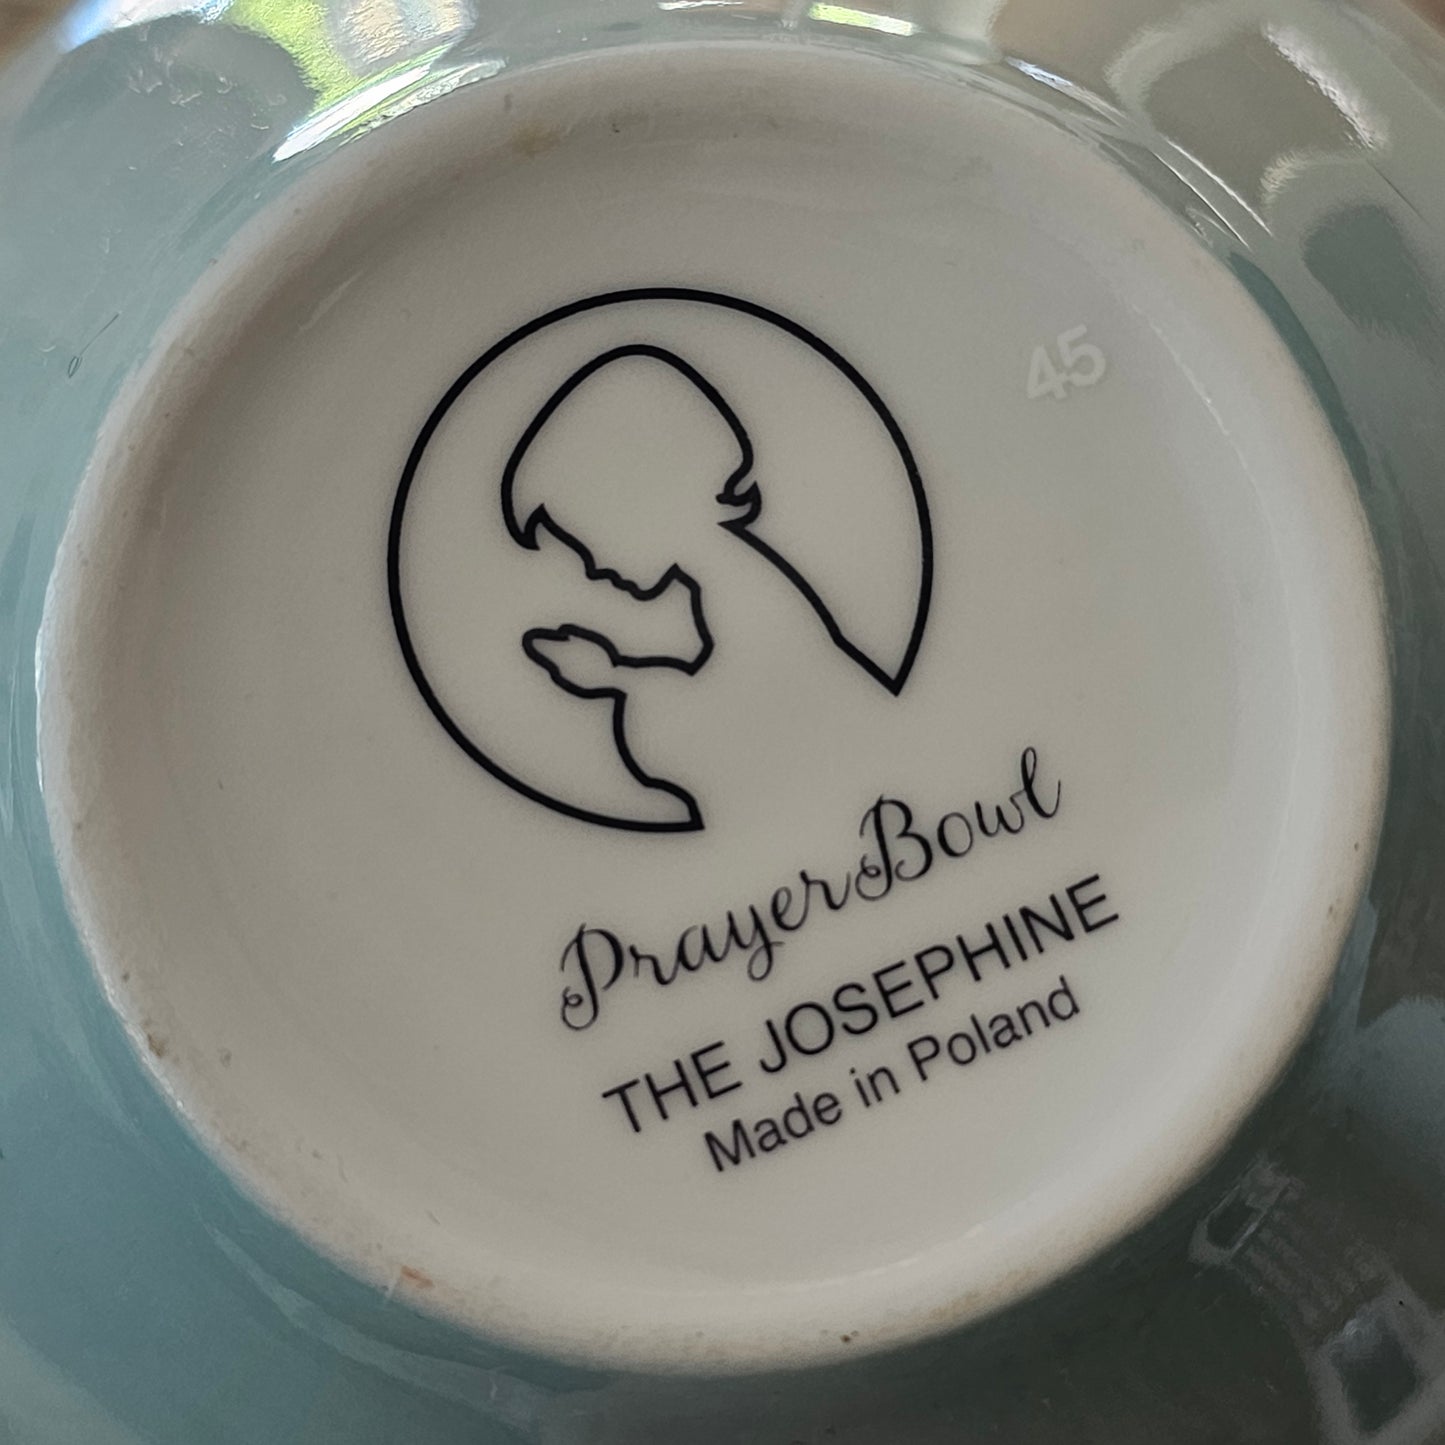 45
PrayerBowl
THE JOSEPHINE
Made in Poland